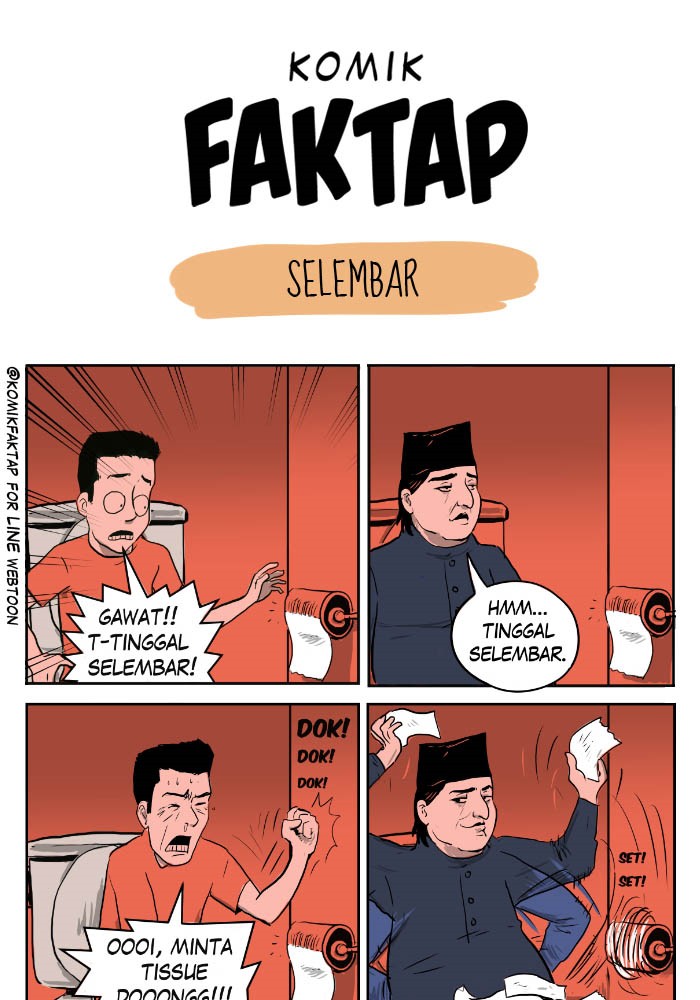 KOMIK
FAKTAP
SELEMBAR
@KOMIKFAKTAP FOR LINE WEBTOON
GAWAT!!
T-TINGGAL
SELEMBAR!
HMM...
TINGGAL
SELEMBAR.
DOK!
DOK!
DOK!
OOOI, MINTA
TISSUE
DOOONGG!!!
SET!
SET!